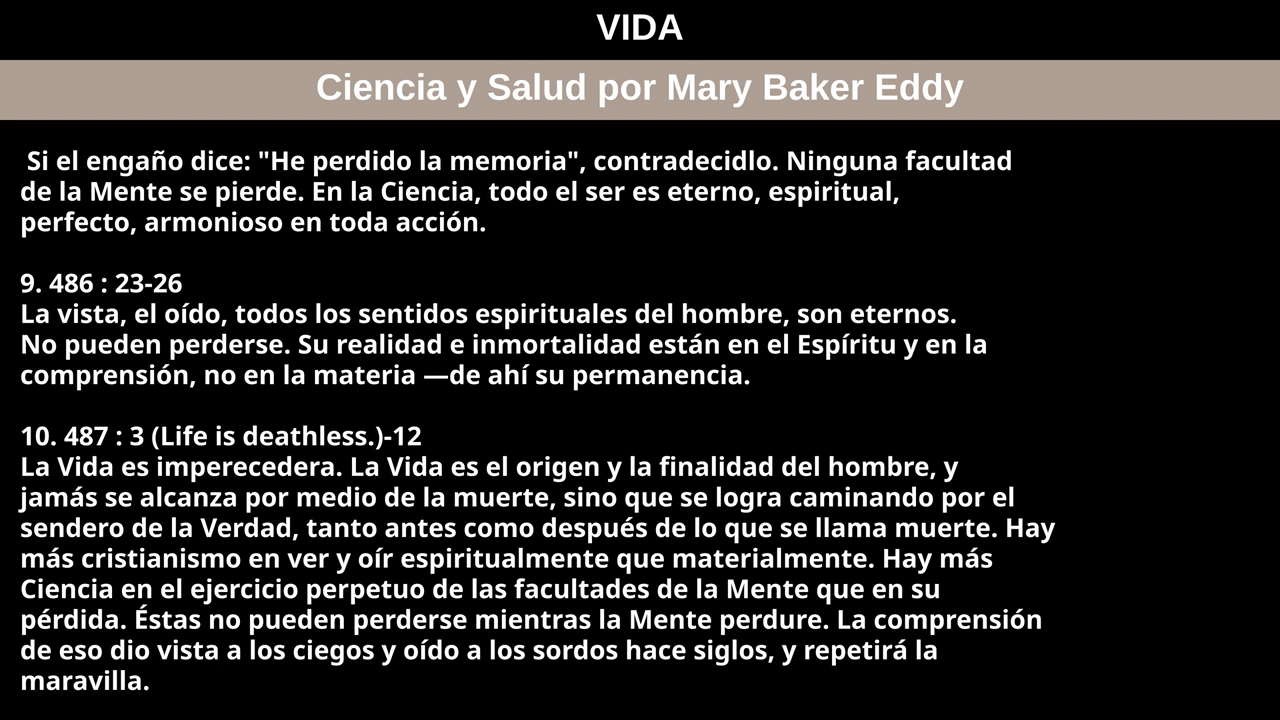 VIDA
Ciencia y Salud por Mary Baker Eddy
Si el engaño dice: "He perdido la memoria", contradecidlo. Ninguna facultad
de la Mente se pierde. En la Ciencia, todo el ser es eterno, espiritual,
perfecto, armonioso en toda acción.
9. 486 : 23-26
La vista, el oído, todos los sentidos espirituales del hombre, son eternos.
No pueden perderse. Su realidad e inmortalidad están en el Espíritu y en la
comprensión, no en la materia —de ahí su permanencia.
10. 487 : 3 (Life is deathless.)-12
La Vida es imperecedera. La Vida es el origen y la finalidad del hombre, y
jamás se alcanza por medio de la muerte, sino que se logra caminando por el
sendero de la Verdad, tanto antes como después de lo que se llama muerte. Hay
más cristianismo en ver y oír espiritualmente que materialmente. Hay más
Ciencia en el ejercicio perpetuo de las facultades de la Mente que en su
pérdida. Éstas no pueden perderse mientras la Mente perdure. La comprensión
de eso dio vista a los ciegos y oído a los sordos hace siglos, y repetirá la
maravilla.